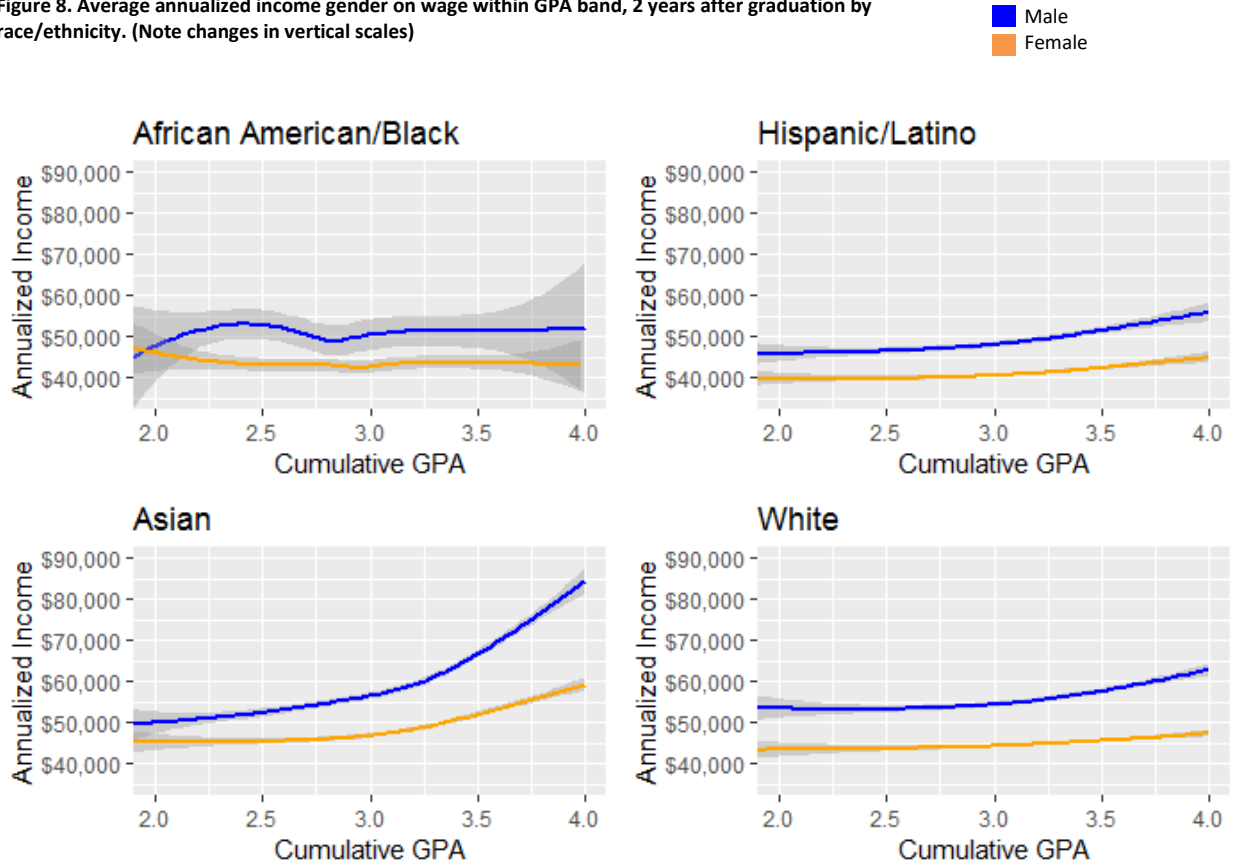 Figure 8. Average annualized income gender on wage within GPA band, 2 years after graduation by
race/ethnicity. (Note changes in vertical scales)
Male
Female
African American/Black
$90,000
$80,000
$70,000
$60,000
$50,000
$40,000
Annualized Income
2.0 2.5 3.0 3.5 4.0
Cumulative GPA
Hispanic/Latino
$90,000
$80,000
$70,000
$60,000
$50,000
$40,000
Annualized Income
2.0 2.5 3.0 3.5 4.0
Cumulative GPA
Asian
$90,000
$80,000
$70,000
$60,000
$50,000
$40,000
Annualized Income
2.0 2.5 3.0 3.5 4.0
Cumulative GPA
White
$90,000
$80,000
$70,000
$60,000
$50,000
$40,000
Annualized Income
2.0 2.5 3.0 3.5 4.0
Cumulative GPA